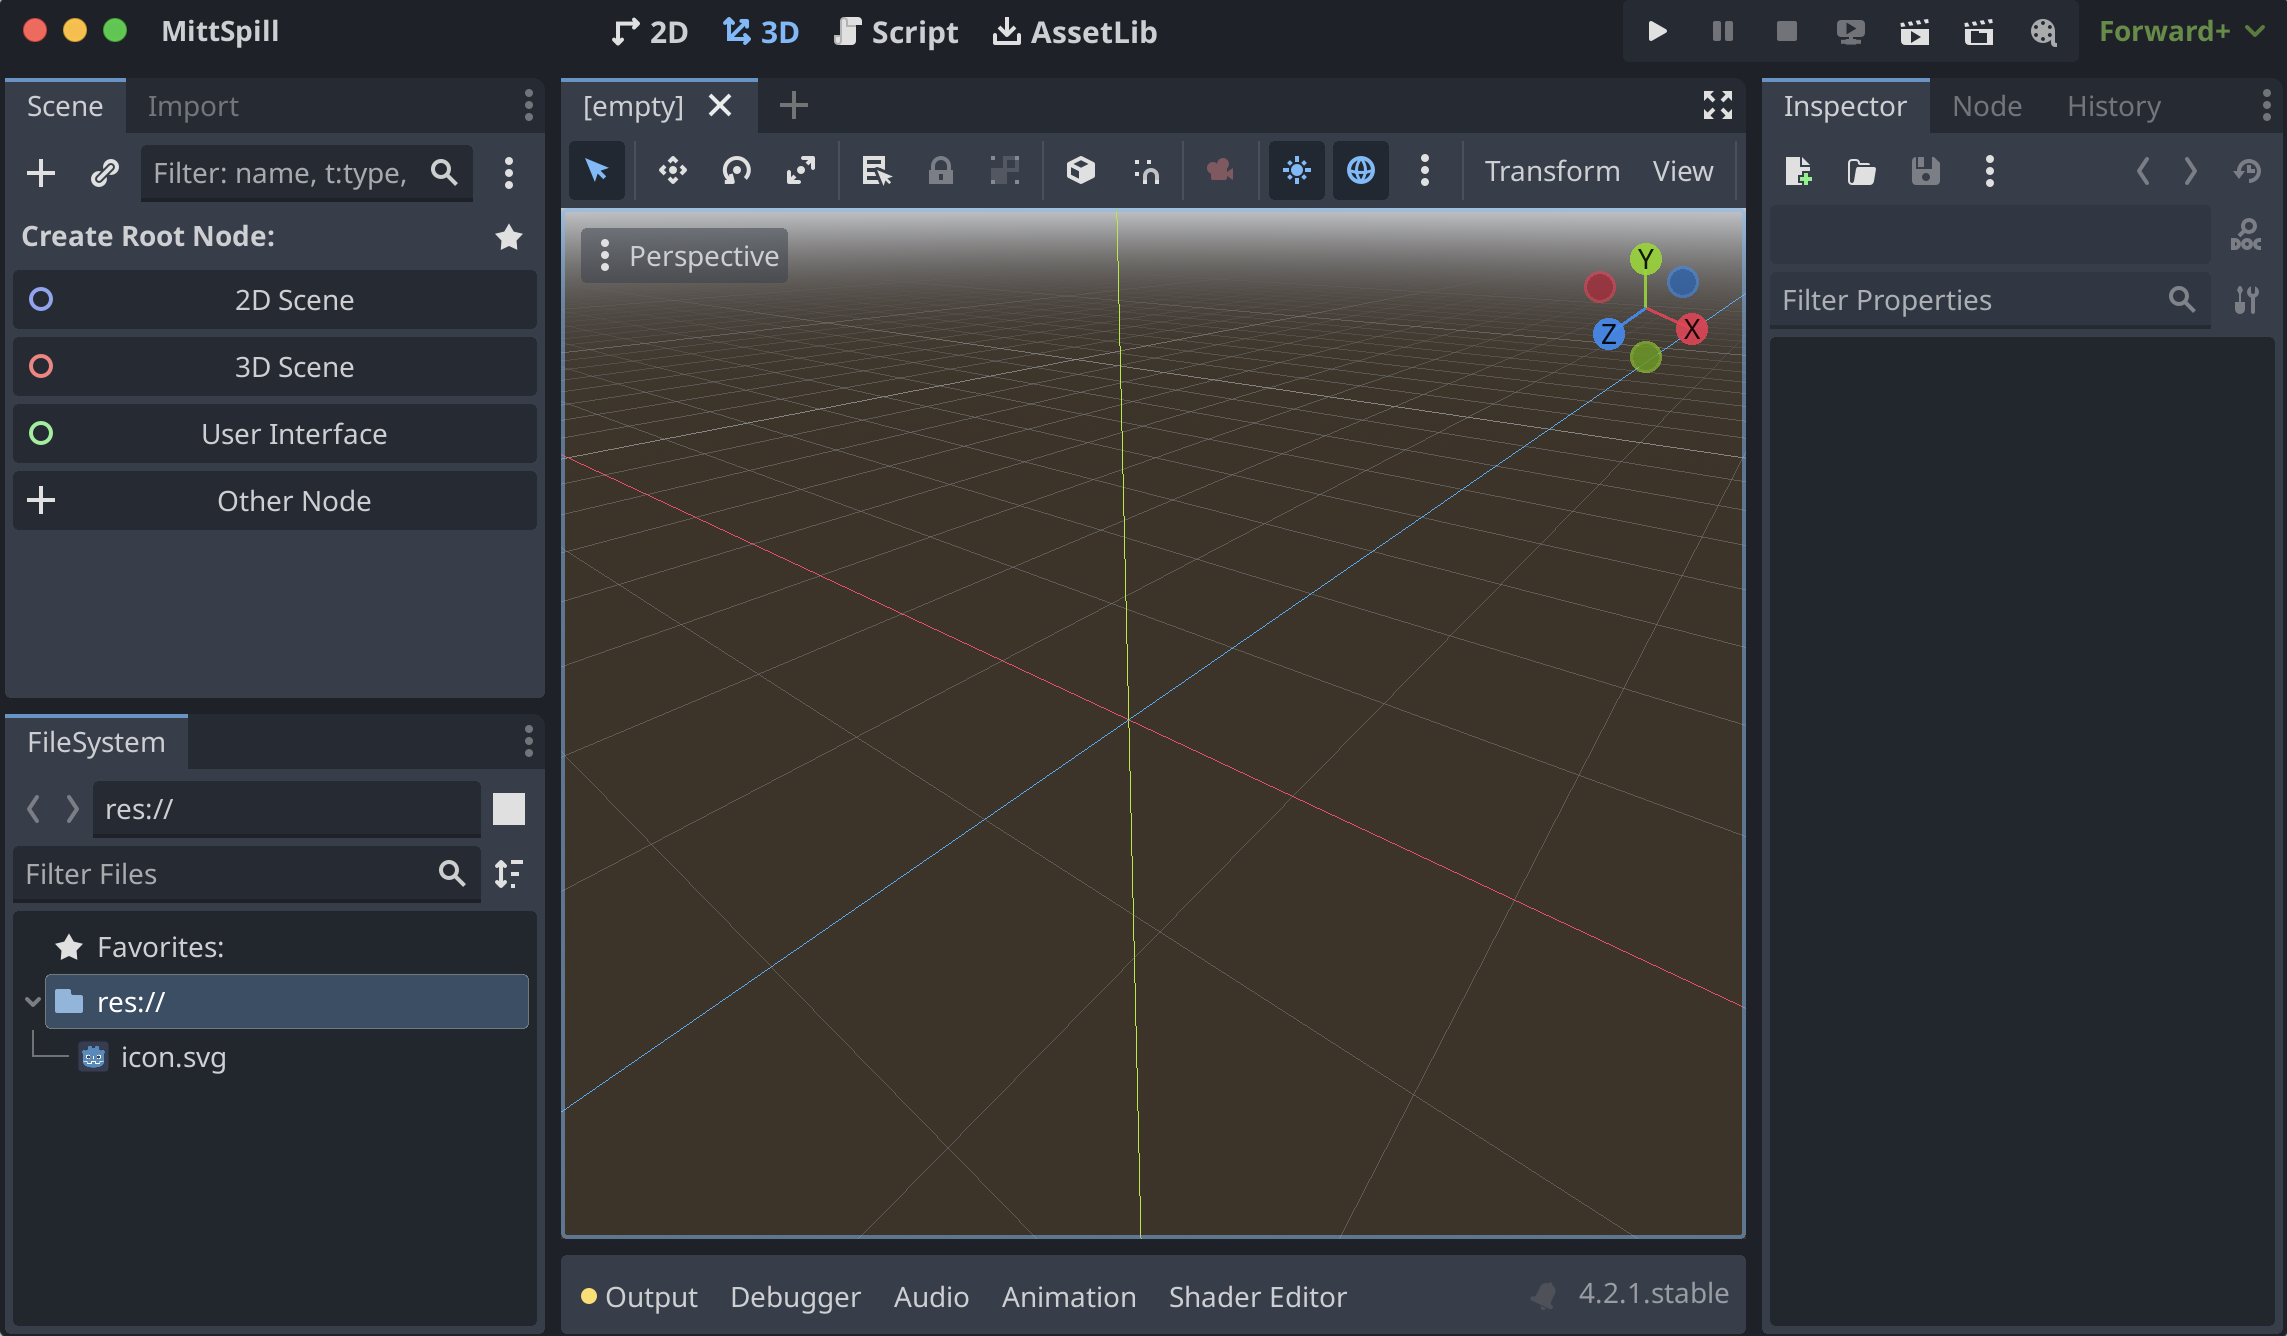 MittSpill
2D 3D Script AssetLib
Forward+
Scene Import
Filter: name, t:type,
Create Root Node:
2D Scene
3D Scene
User Interface
Other Node
FileSystem
res://
Filter Files
Favorites:
res://
icon.svg
[empty]
Transform View
Perspective
Y
Z X
Output Debugger Audio Animation Shader Editor 4.2.1.stable
Inspector Node History
DOC
Filter Properties